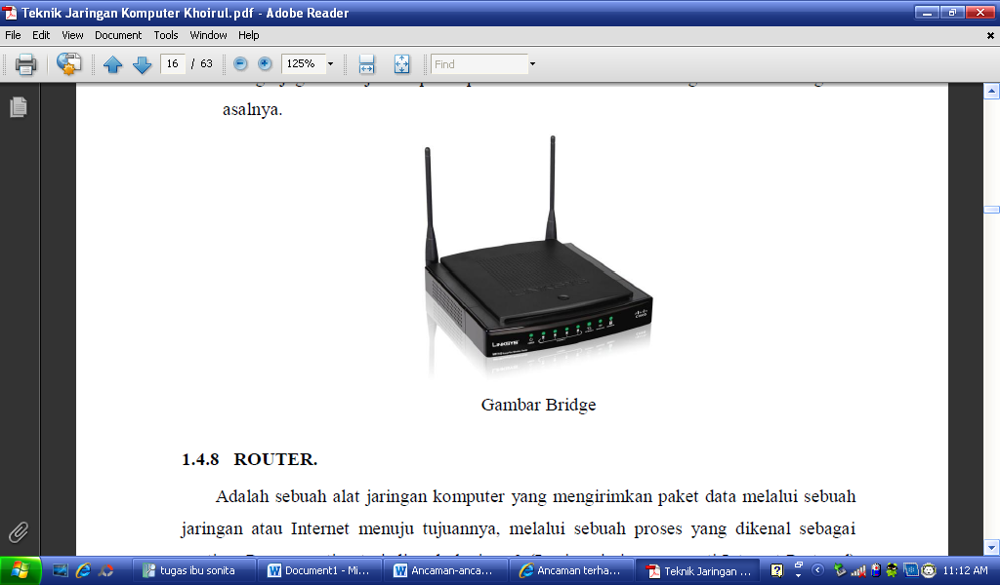 Teknik Jaringan Komputer Khoirul.pdf - Adobe Reader
File Edit View Document Tools Window Help
16 / 63 125% Find
asalnya.
LINKSYS
CISCO
Gambar Bridge
1.4.8 ROUTER.
Adalah sebuah alat jaringan komputer yang mengirimkan paket data melalui sebuah
jaringan atau Internet menuju tujuannya, melalui sebuah proses yang dikenal sebagai
start tugas ibu sonita Document1 - Mi... Ancaman-anca... Ancaman terha... Teknik Jaringan ... 11:12 AM